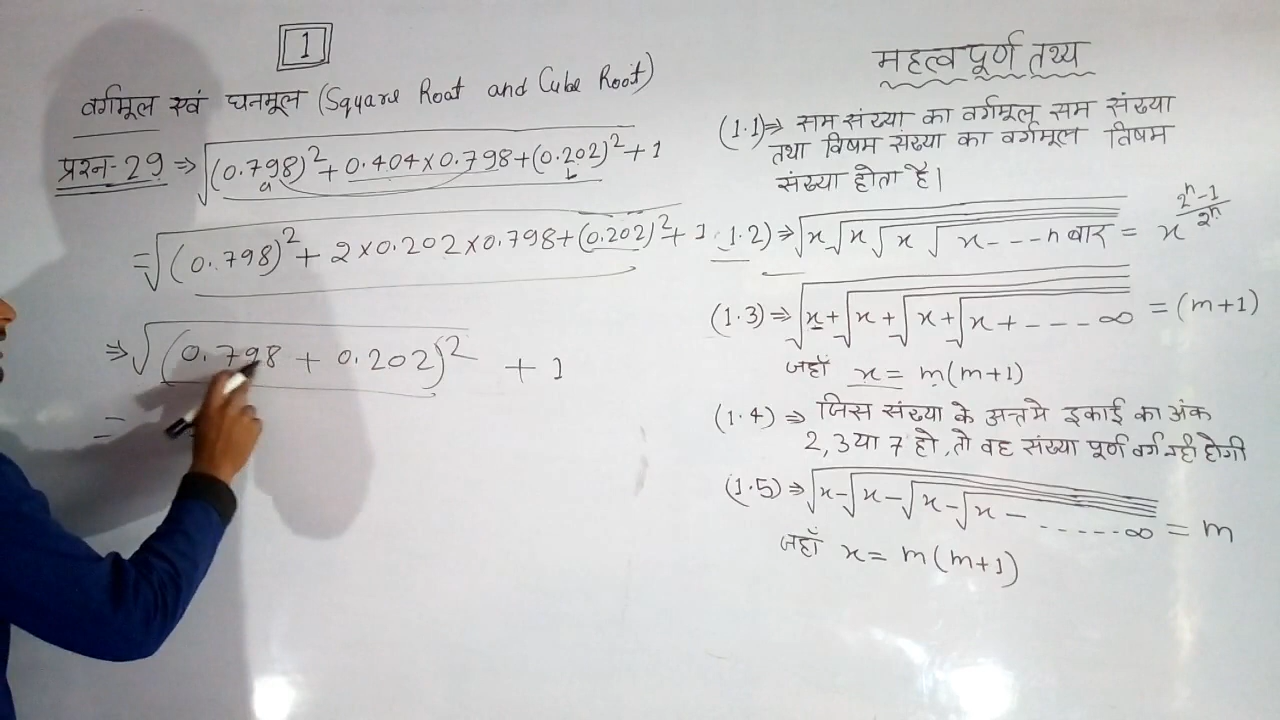 1
वर्गमूल एवं घनमूल (Square Root and Cube Root)
प्रश्न-29 ⇒ √(0.798)² + 0.404×0.798+(0.202)² + 1
a b
=√(0.798)² + 2×0.202×0.798+(0.202)² + 1
⇒ √(0.798 + 0.202)² + 1
=
महत्वपूर्ण तथ्य
(1.1)⇒ सम संख्या का वर्गमूल सम संख्या
तथा विषम संख्या का वर्गमूल विषम
संख्या होता है।
1.2) ⇒ √x√x√x√x---n बार = x^(2ⁿ-1)/2ⁿ
(1.3) ⇒ √x+√x+√x+√x+---∞ = (m+1)
जहाँ x = m(m+1)
(1.4) ⇒ जिस संख्या के अन्त मे इकाई का अंक
2, 3 या 7 हो, तो वह संख्या पूर्ण वर्ग नही होगी
(1.5) ⇒ √x-√x-√x-√x- ......∞ = m
जहाँ x = m(m+1)